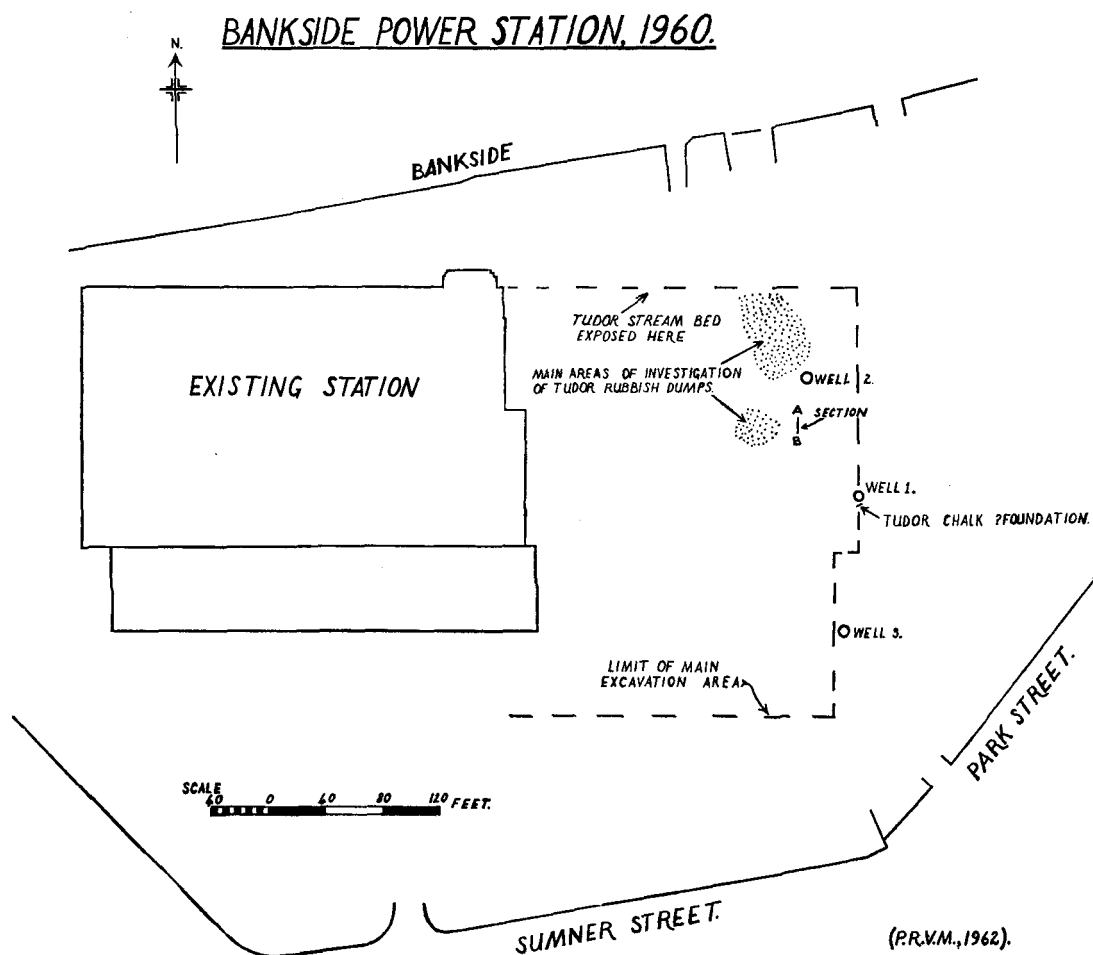 BANKSIDE POWER STATION, 1960.
N.
BANKSIDE
TUDOR STREAM BED
EXPOSED HERE
EXISTING STATION
MAIN AREAS OF INVESTIGATION
OF TUDOR RUBBISH DUMPS.
WELL 2.
A
SECTION
B
WELL 1.
TUDOR CHALK ?FOUNDATION.
WELL 3.
LIMIT OF MAIN
EXCAVATION AREA
PARK STREET.
SCALE
40 0 40 80 120 FEET.
SUMNER STREET.
(P.R.V.M., 1962).